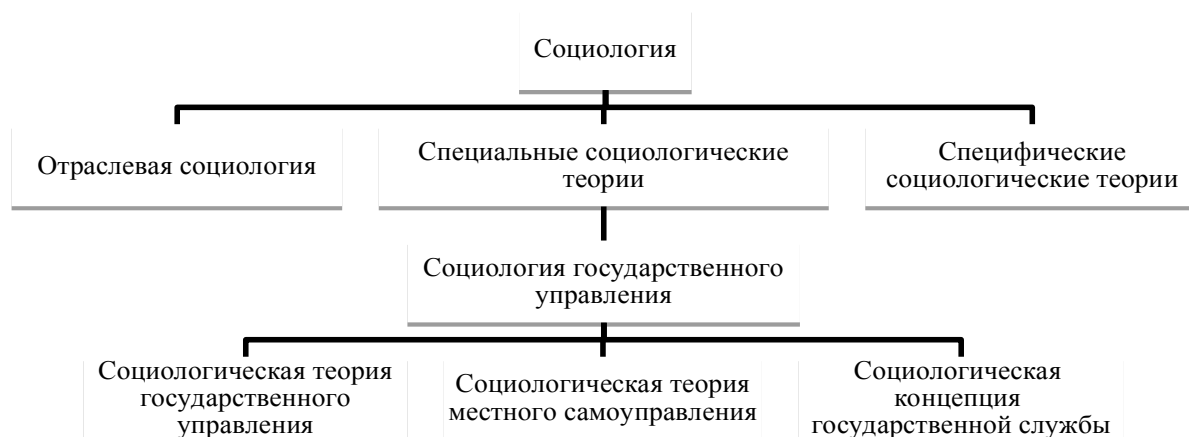 Социология
Отраслевая социология
Специальные социологические
теории
Специфические
социологические теории
Социология государственного
управления
Социологическая теория
государственного
управления
Социологическая теория
местного самоуправления
Социологическая
концепция
государственной службы